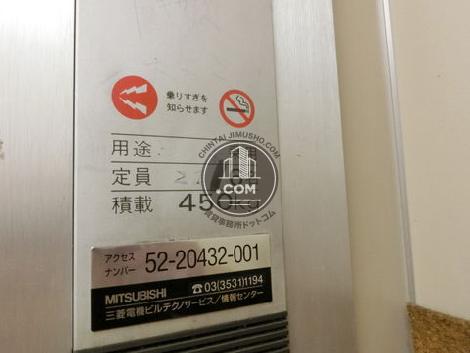 乗りすぎを
知らせます
用途
定員
積載 450kg
CHINTAI JIMUSHO.COM
.COM
賃貸事務所ドットコム
アクセス
ナンバー 52-20432-001
MITSUBISHI ☎03(3531)1194
三菱電機ビルテクノサービス/情報センター